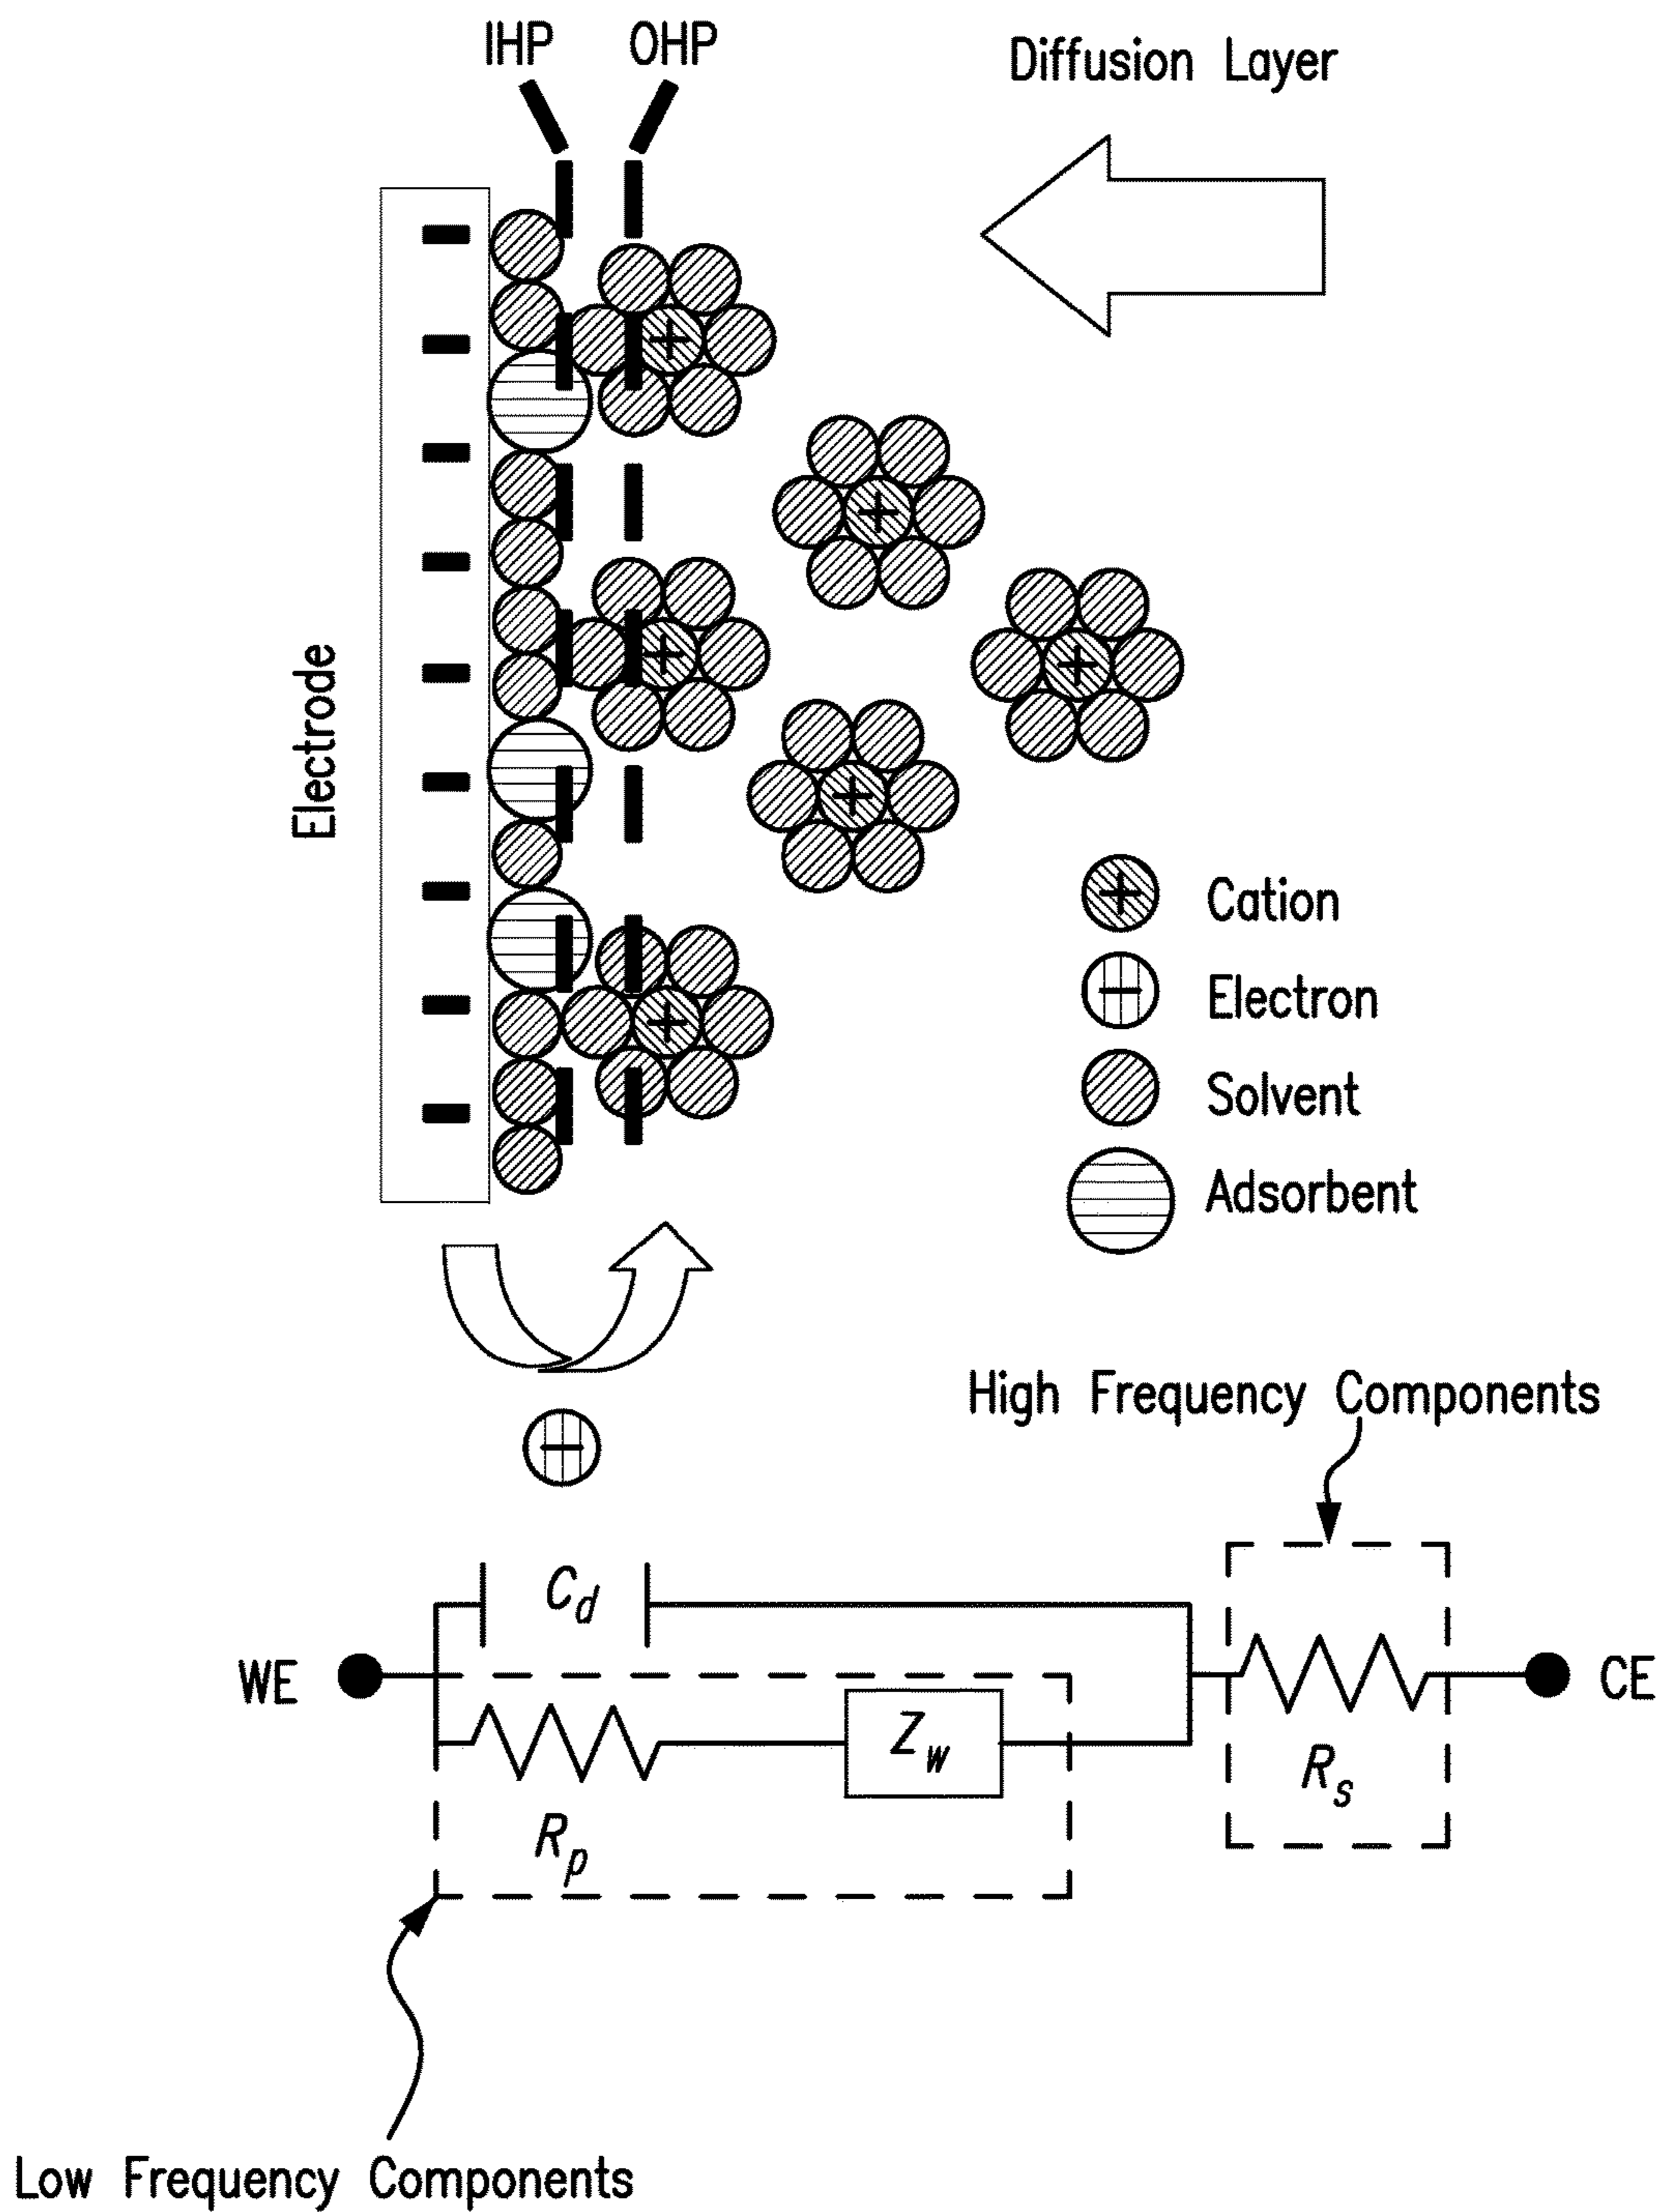 IHP OHP
Diffusion Layer
Electrode
Cation
Electron
Solvent
Adsorbent
High Frequency Components
C_d
WE
CE
Z_w
R_s
R_p
Low Frequency Components